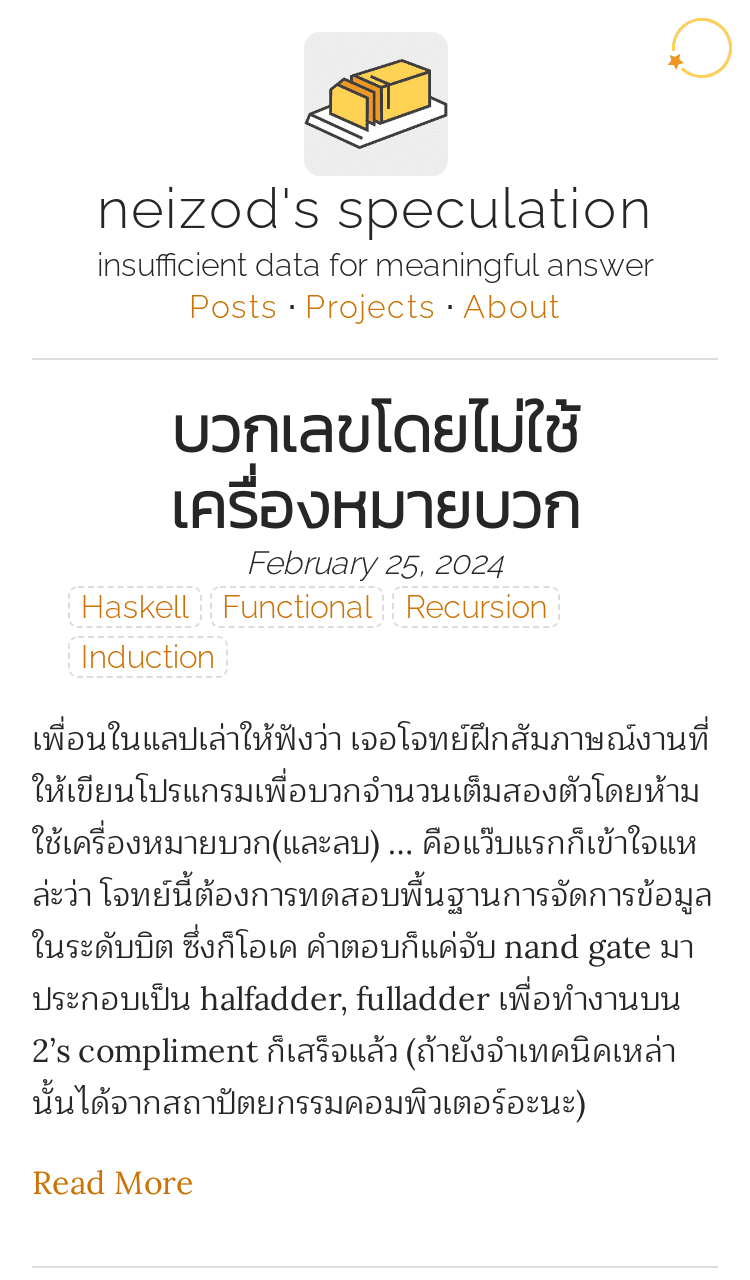 neizod's speculation
insufficient data for meaningful answer
Posts · Projects · About
บวกเลขโดยไม่ใช้
เครื่องหมายบวก
February 25, 2024
Haskell Functional Recursion
Induction
เพื่อนในแลปเล่าให้ฟังว่า เจอโจทย์ฝึกสัมภาษณ์งานที่
ให้เขียนโปรแกรมเพื่อบวกจำนวนเต็มสองตัวโดยห้าม
ใช้เครื่องหมายบวก(และลบ) … คือแว๊บแรกก็เข้าใจแห
ล่ะว่า โจทย์นี้ต้องการทดสอบพื้นฐานการจัดการข้อมูล
ในระดับบิต ซึ่งก็โอเค คำตอบก็แค่จับ nand gate มา
ประกอบเป็น halfadder, fulladder เพื่อทำงานบน
2’s compliment ก็เสร็จแล้ว (ถ้ายังจำเทคนิคเหล่า
นั้นได้จากสถาปัตยกรรมคอมพิวเตอร์อะนะ)
Read More